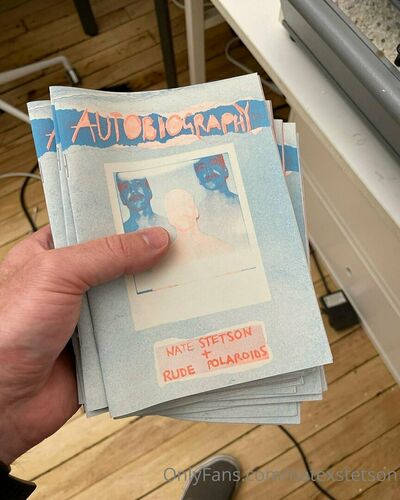 AUTOBIOGRAPHY
NATE STETSON
+
RUDE POLAROIDS
OnlyFans.com/natexstetson